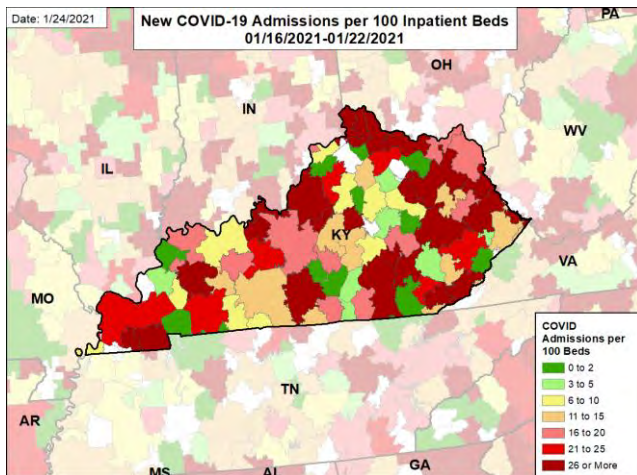 Date: 1/24/2021
New COVID-19 Admissions per 100 Inpatient Beds
01/16/2021-01/22/2021
PA
OH
IN
WV
IL
KY
VA
MO
TN
AR
MS
AL
GA
COVID
Admissions per
100 Beds
0 to 2
3 to 5
6 to 10
11 to 15
16 to 20
21 to 25
26 or More